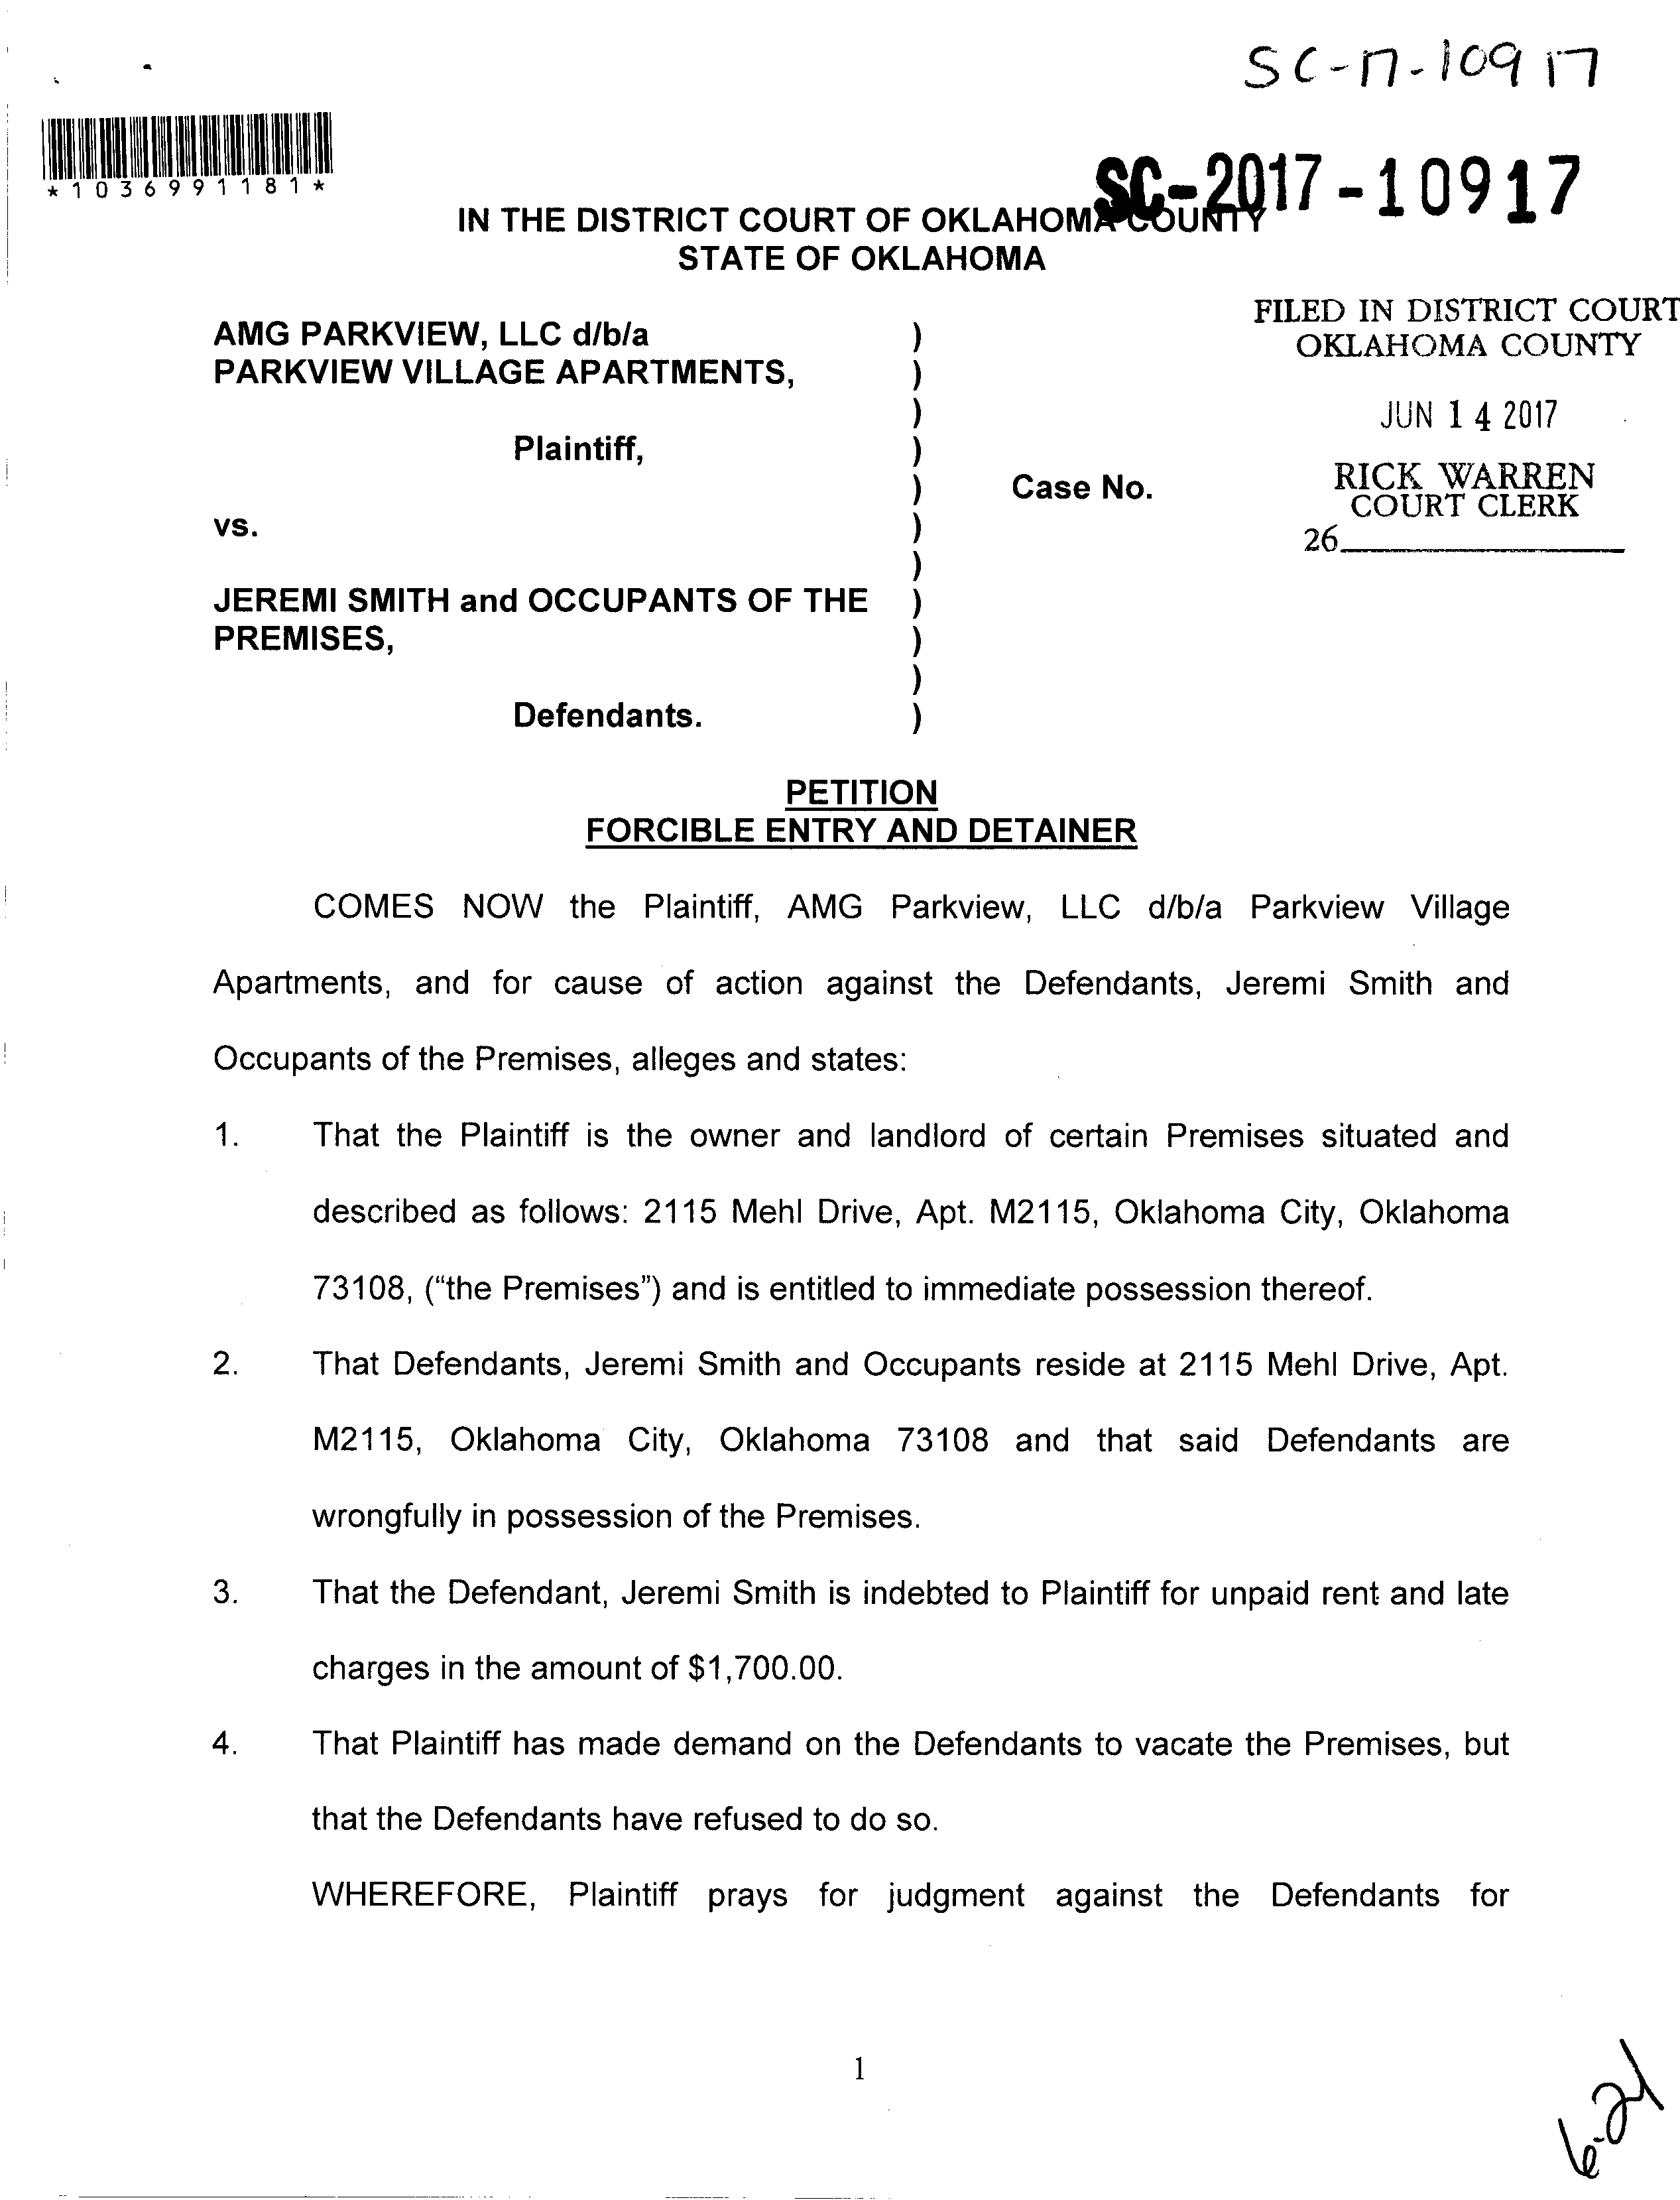 SC-17-10917
*1036991181*
SC-2017-10917
IN THE DISTRICT COURT OF OKLAHOMA COUNTY
STATE OF OKLAHOMA
FILED IN DISTRICT COURT
OKLAHOMA COUNTY
JUN 14 2017
RICK WARREN
COURT CLERK
26
AMG PARKVIEW, LLC d/b/a )
PARKVIEW VILLAGE APARTMENTS, )
)
Plaintiff, )
) Case No.
vs. )
)
JEREMI SMITH and OCCUPANTS OF THE )
PREMISES, )
)
Defendants. )
PETITION
FORCIBLE ENTRY AND DETAINER
COMES NOW the Plaintiff, AMG Parkview, LLC d/b/a Parkview Village
Apartments, and for cause of action against the Defendants, Jeremi Smith and
Occupants of the Premises, alleges and states:
1. That the Plaintiff is the owner and landlord of certain Premises situated and
described as follows: 2115 Mehl Drive, Apt. M2115, Oklahoma City, Oklahoma
73108, (“the Premises”) and is entitled to immediate possession thereof.
2. That Defendants, Jeremi Smith and Occupants reside at 2115 Mehl Drive, Apt.
M2115, Oklahoma City, Oklahoma 73108 and that said Defendants are
wrongfully in possession of the Premises.
3. That the Defendant, Jeremi Smith is indebted to Plaintiff for unpaid rent and late
charges in the amount of $1,700.00.
4. That Plaintiff has made demand on the Defendants to vacate the Premises, but
that the Defendants have refused to do so.
WHEREFORE, Plaintiff prays for judgment against the Defendants for
1
6-21